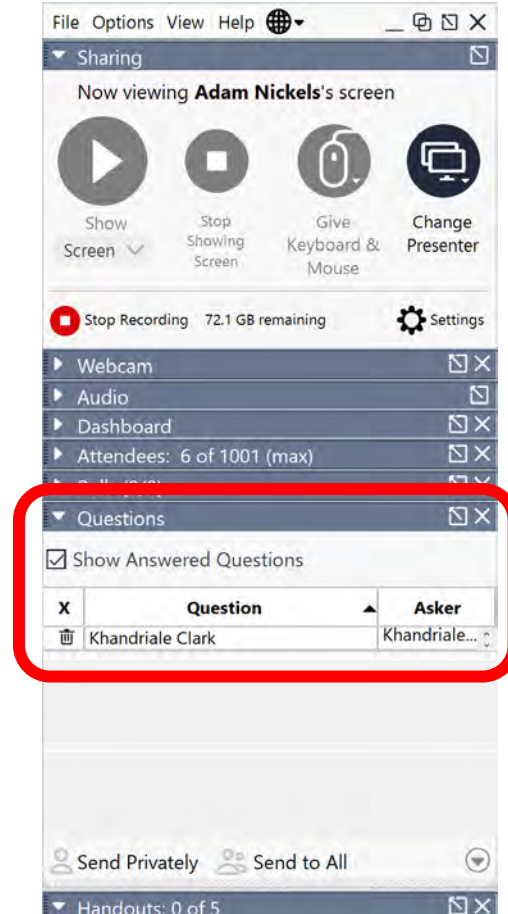 File Options View Help
Sharing
Now viewing Adam Nickels's screen
Show
Screen
Stop
Showing
Screen
Give
Keyboard &
Mouse
Change
Presenter
Stop Recording 72.1 GB remaining Settings
Webcam
Audio
Dashboard
Attendees: 6 of 1001 (max)
Questions
Show Answered Questions
X Question Asker
Khandriale Clark Khandriale...
Send Privately Send to All
Handouts: 0 of 5